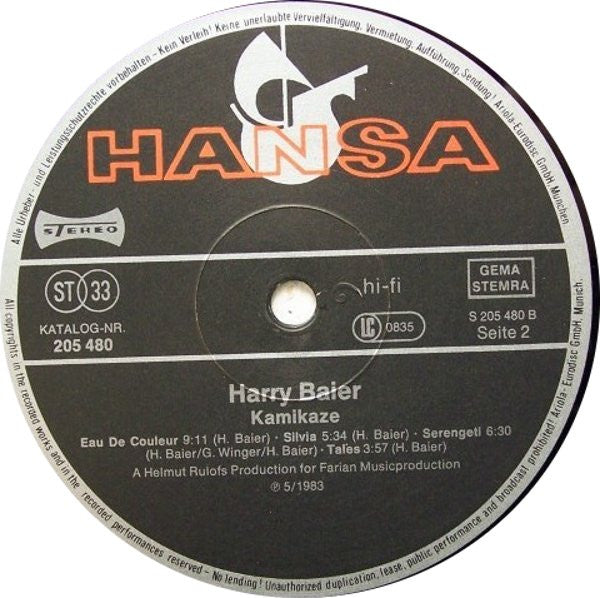 Alle Urheber- und Leistungsschutzrechte vorbehalten - Kein Verleih! Keine unerlaubte Vervielfältigung, Vermietung, Aufführung, Sendung! Ariola-Eurodisc GmbH, München
HANSA
STEREO
ST 33
KATALOG-NR.
205 480
hi-fi
LC 0835
GEMA
STEMRA
S 205 480 B
Seite 2
Harry Baier
Kamikaze
Eau De Couleur 9:11 (H. Baier) · Silvia 5:34 (H. Baier) · Serengeti 6:30
(H. Baier/G. Winger/H. Baier) · Tales 3:57 (H. Baier)
A Helmut Rulofs Production for Farian Musicproduction
℗ 5/1983
All copyrights in the recorded works and in the recorded performances reserved - No lending! Unauthorized duplication, lease, public performance and broadcast prohibited! Ariola-Eurodisc GmbH, Munich.